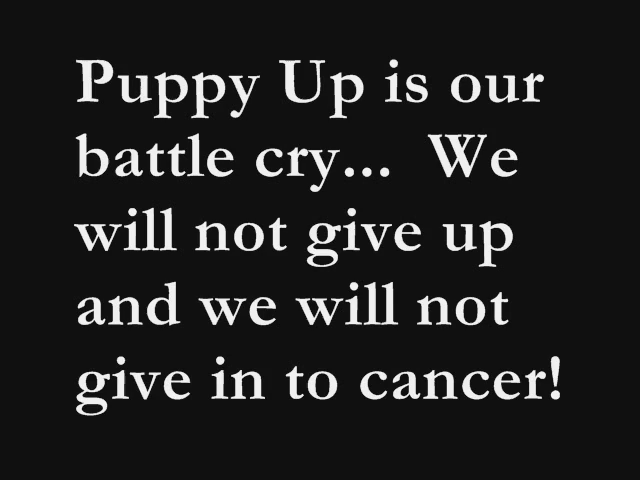 Puppy Up is our
battle cry...  We
will not give up
and we will not
give in to cancer!